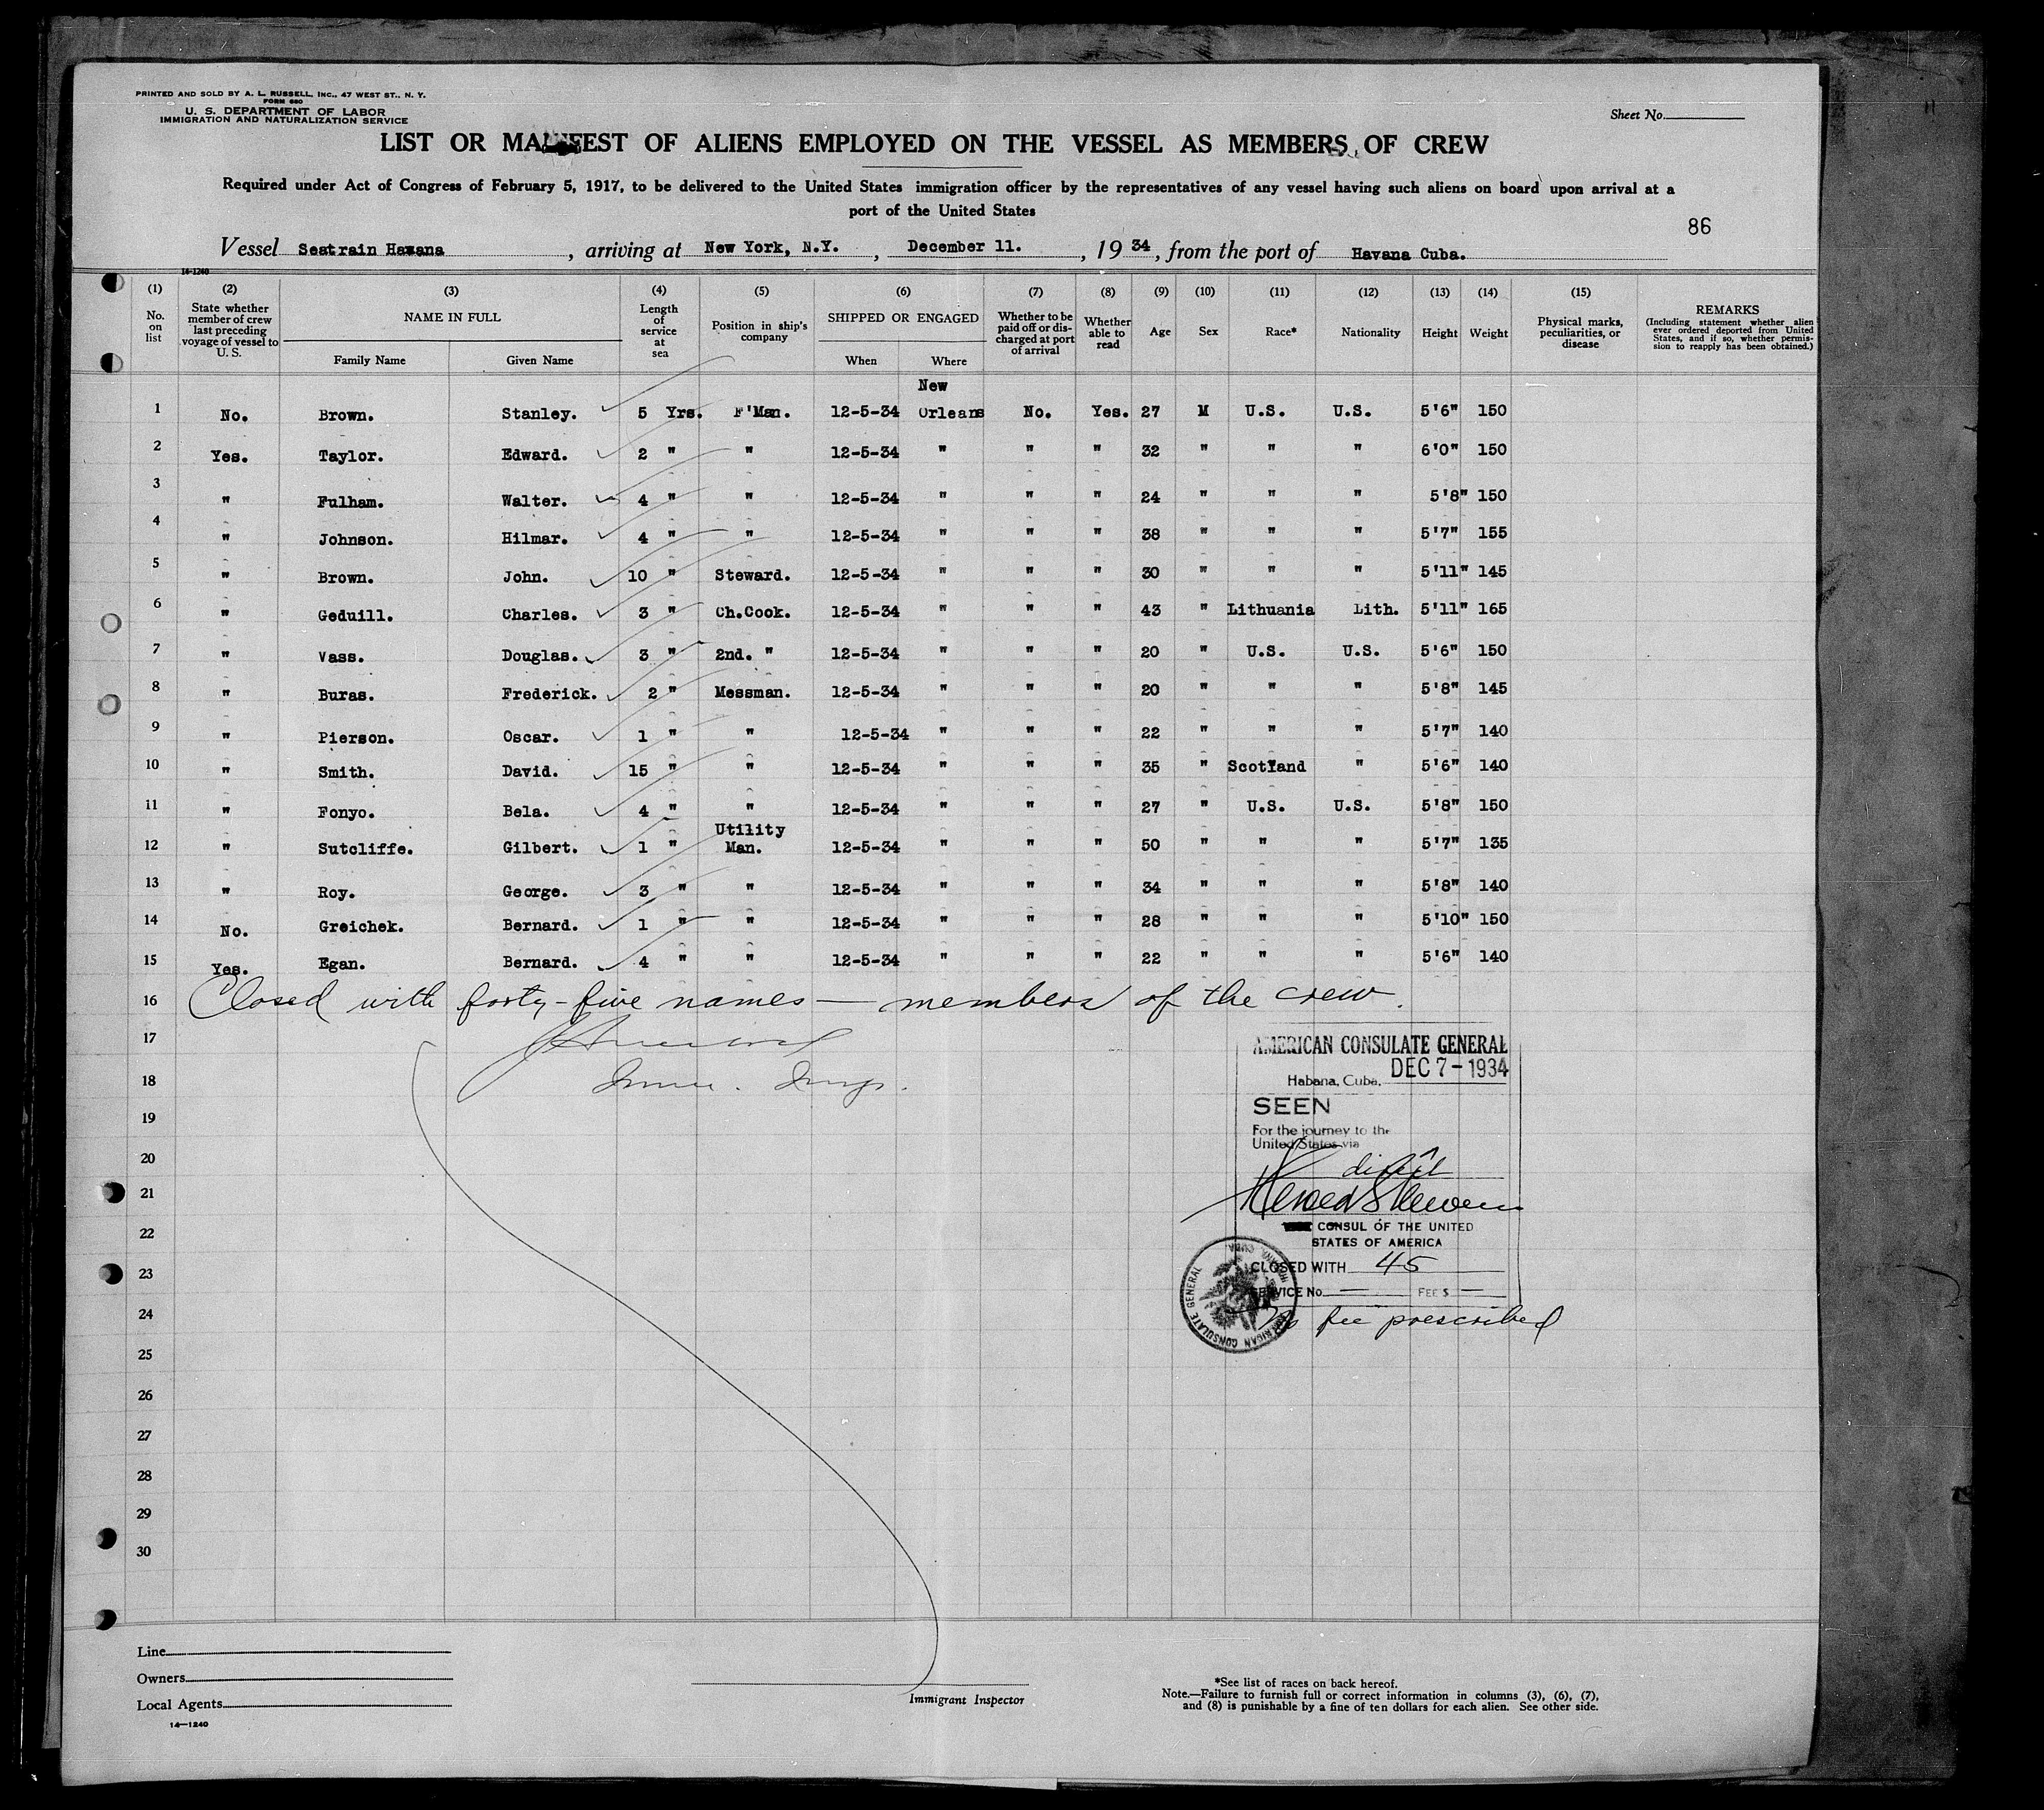 PRINTED AND SOLD BY A. L. RUSSELL, INC., 47 WEST ST., N. Y.
FORM 680
U. S. DEPARTMENT OF LABOR
IMMIGRATION AND NATURALIZATION SERVICE
Sheet No.
LIST OR MANIFEST OF ALIENS EMPLOYED ON THE VESSEL AS MEMBERS OF CREW
Required under Act of Congress of February 5, 1917, to be delivered to the United States immigration officer by the representatives of any vessel having such aliens on board upon arrival at a
port of the United States
86
Vessel Seatrain Havana, arriving at New York, N.Y., December 11., 1934, from the port of Havana Cuba.
14-1240
(1) (2) (3) (4) (5) (6) (7) (8) (9) (10) (11) (12) (13) (14) (15)
No. on list | State whether member of crew last preceding voyage of vessel to U. S. | NAME IN FULL | Length of service at sea | Position in ship's company | SHIPPED OR ENGAGED | Whether to be paid off or discharged at port of arrival | Whether able to read | Age | Sex | Race* | Nationality | Height | Weight | Physical marks, peculiarities, or disease | REMARKS (Including statement whether alien ever ordered deported from United States, and if so, whether permission to reapply has been obtained.)
Family Name | Given Name | When | Where
New
1 No. Brown. Stanley. 5 Yrs. F'Man. 12-5-34 Orleans No. Yes. 27 M U.S. U.S. 5'6" 150
2 Yes. Taylor. Edward. 2 " " 12-5-34 " " " 32 " " " 6'0" 150
3 " Fulham. Walter. 4 " " 12-5-34 " " " 24 " " " 5'8" 150
4 " Johnson. Hilmar. 4 " " 12-5-34 " " " 38 " " " 5'7" 155
5 " Brown. John. 10 " Steward. 12-5-34 " " " 30 " " " 5'11" 145
6 " Geduill. Charles. 3 " Ch.Cook. 12-5-34 " " " 43 " Lithuania Lith. 5'11" 165
7 " Vass. Douglas. 3 " 2nd. " 12-5-34 " " " 20 " U.S. U.S. 5'6" 150
8 " Buras. Frederick. 2 " Messman. 12-5-34 " " " 20 " " " 5'8" 145
9 " Pierson. Oscar. 1 " " 12-5-34 " " " 22 " " " 5'7" 140
10 " Smith. David. 15 " " 12-5-34 " " " 35 " Scotland " 5'6" 140
11 " Fonyo. Bela. 4 " " 12-5-34 " " " 27 " U.S. U.S. 5'8" 150
Utility
12 " Sutcliffe. Gilbert. 1 " Man. 12-5-34 " " " 50 " " " 5'7" 135
13 " Roy. George. 3 " " 12-5-34 " " " 34 " " " 5'8" 140
14 No. Greichek. Bernard. 1 " " 12-5-34 " " " 28 " " " 5'10" 150
15 Yes. Egan. Bernard. 4 " " 12-5-34 " " " 22 " " " 5'6" 140
16 Closed with forty-five names — members of the crew.
17
18 Imm. Insp.
19
20
21
22
23
24
25
26
27
28
29
30
AMERICAN CONSULATE GENERAL
DEC 7 - 1934
Habana, Cuba,
SEEN
For the journey to the
United States via
direct
CONSUL OF THE UNITED
STATES OF AMERICA
CLOSED WITH 45
SERVICE No. — FEE $ —
No fee prescribed
AMERICAN CONSULATE GENERAL
Line
Owners
Local Agents
14—1240
Immigrant Inspector
*See list of races on back hereof.
Note.—Failure to furnish full or correct information in columns (3), (6), (7),
and (8) is punishable by a fine of ten dollars for each alien. See other side.